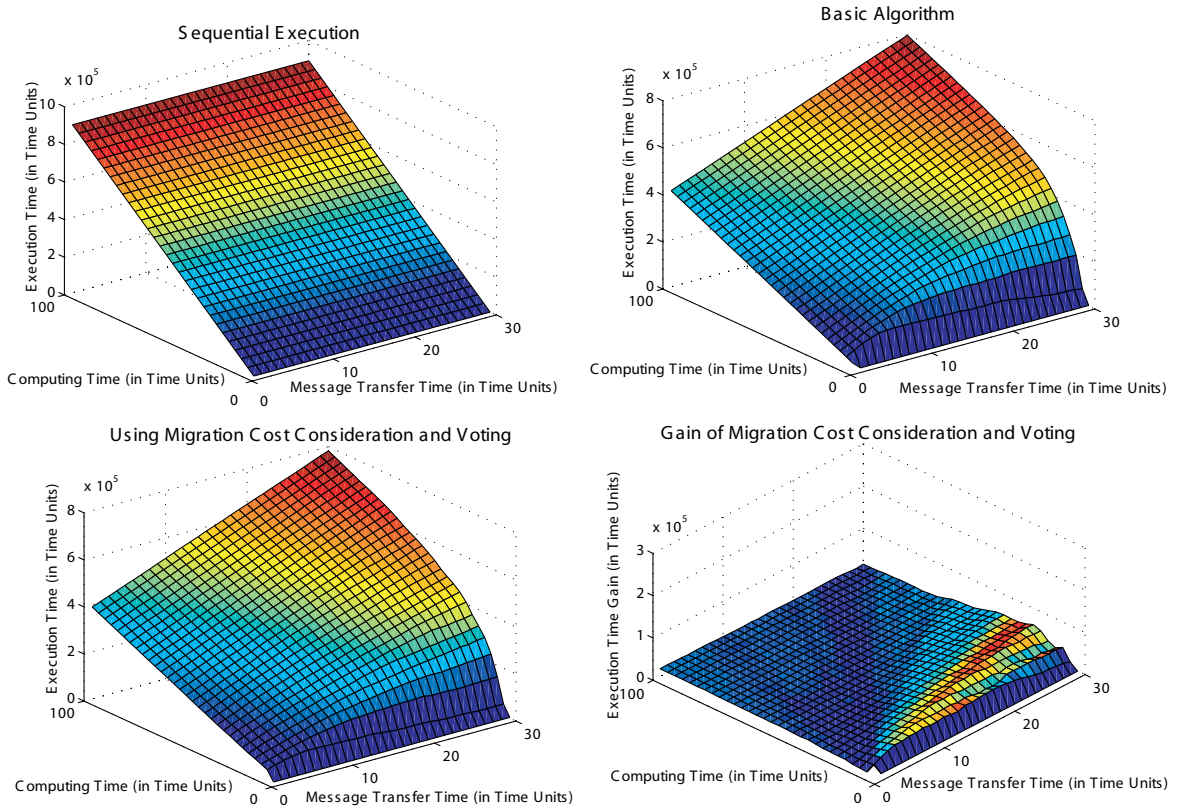 Sequential Execution
x 10^5
Execution Time (in Time Units)
10
8
6
4
2
0
100
Computing Time (in Time Units)
0
0
10
20
30
Message Transfer Time (in Time Units)
Basic Algorithm
x 10^5
Execution Time (in Time Units)
8
6
4
2
0
100
Computing Time (in Time Units)
0
0
10
20
30
Message Transfer Time (in Time Units)
Using Migration Cost Consideration and Voting
x 10^5
Execution Time (in Time Units)
8
6
4
2
0
100
Computing Time (in Time Units)
0
0
10
20
30
Message Transfer Time (in Time Units)
Gain of Migration Cost Consideration and Voting
x 10^5
Execution Time Gain (in Time Units)
3
2
1
0
100
Computing Time (in Time Units)
0
0
10
20
30
Message Transfer Time (in Time Units)